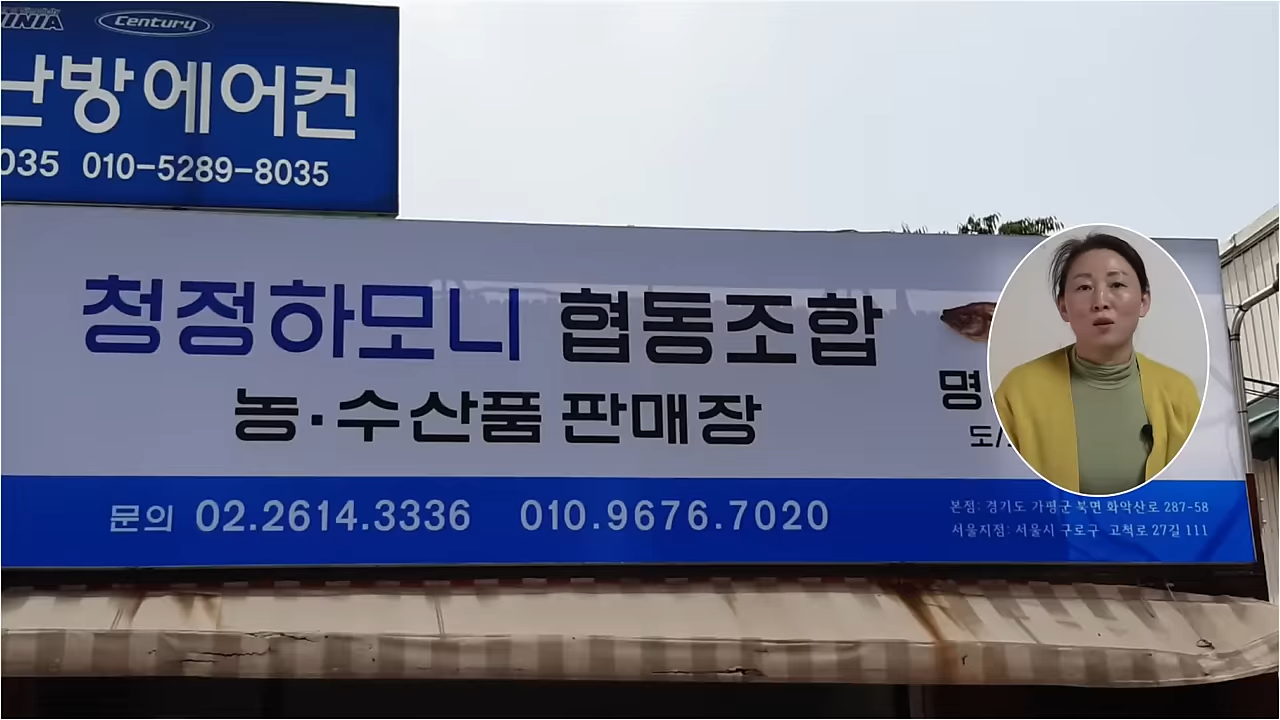 Century
난방에어컨
035 010-5289-8035
청정하모니 협동조합
농·수산품 판매장
명
도/
문의 02.2614.3336 010.9676.7020
본점: 경기도 가평군 북면 화악산로 287-58
서울지점: 서울시 구로구 고척로 27길 111